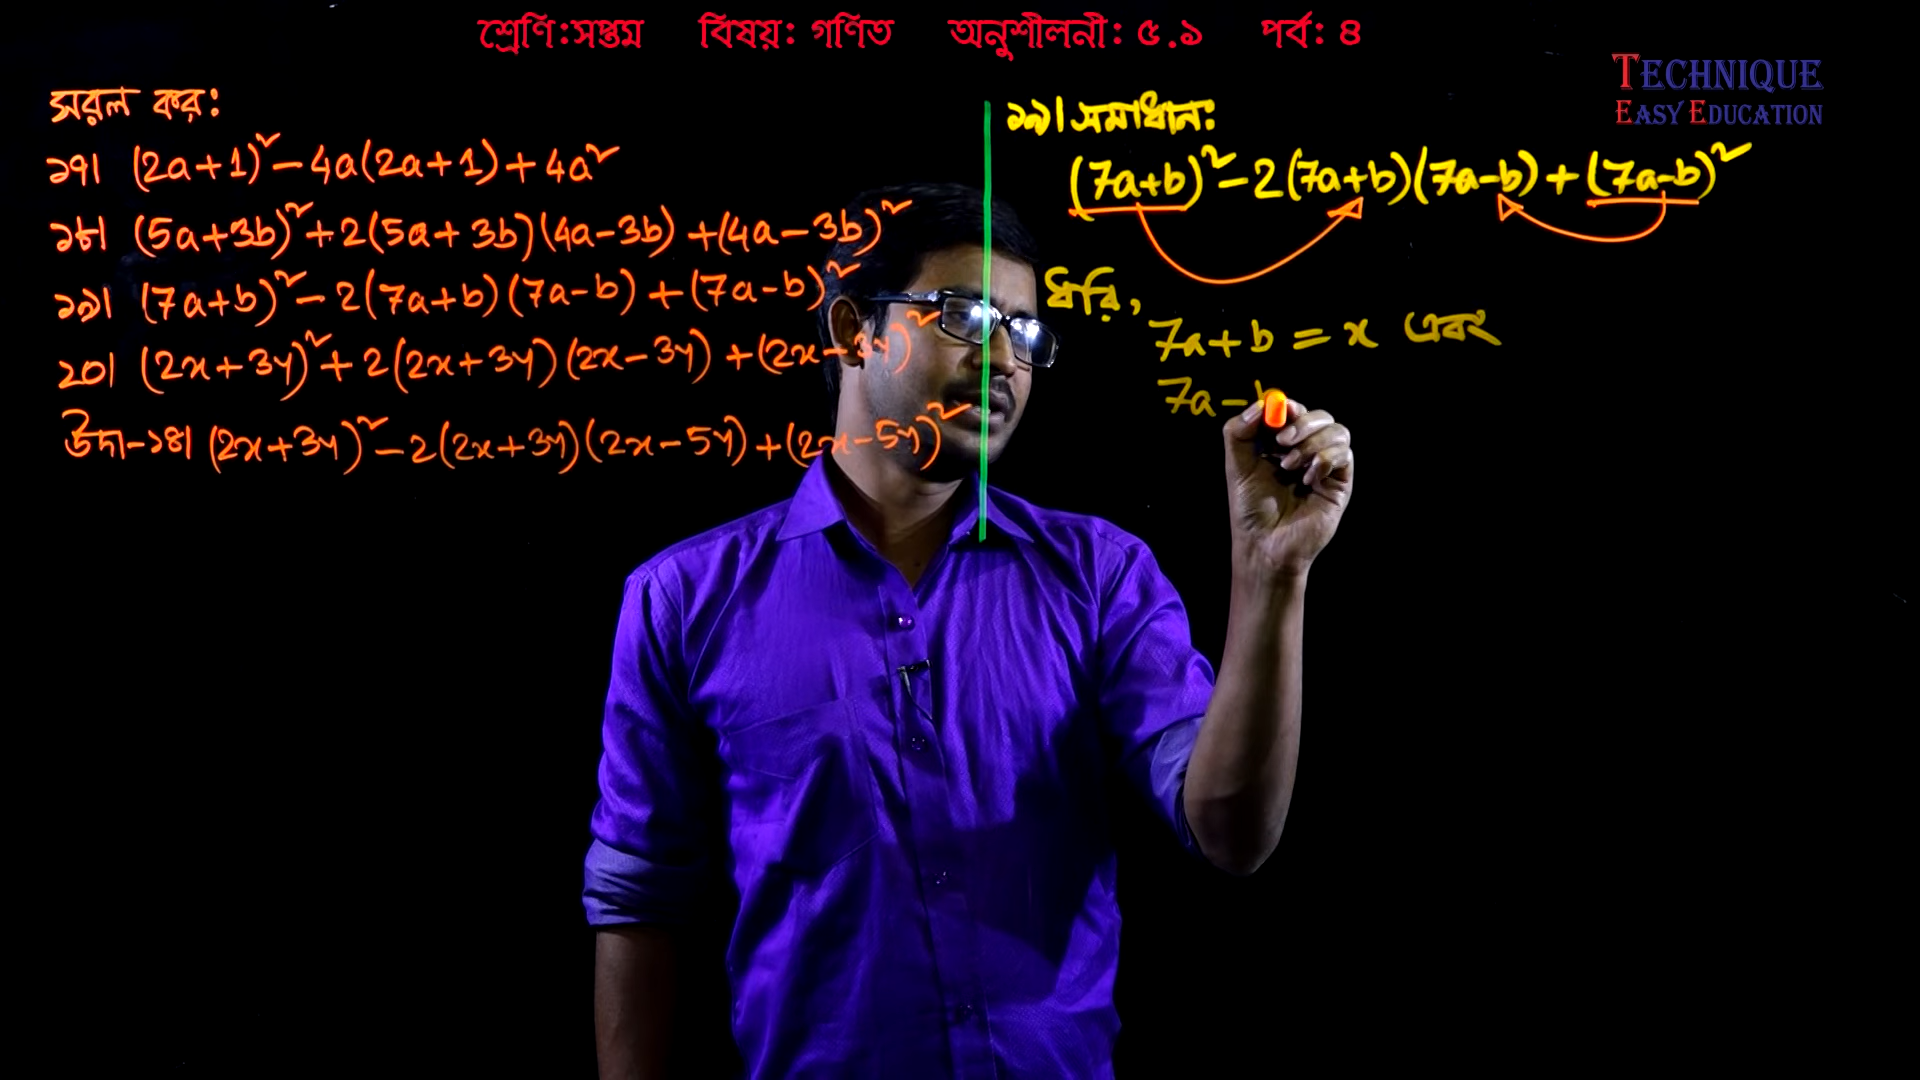 শ্রেণি:সপ্তম বিষয়: গণিত অনুশীলনী: ৫.১ পর্ব: ৪
TECHNIQUE
EASY EDUCATION
সরল কর:
১৭। (2a+1)² - 4a(2a+1) + 4a²
১৮। (5a+3b)² + 2(5a+3b)(4a-3b) + (4a-3b)²
১৯। (7a+b)² - 2(7a+b)(7a-b) + (7a-b)²
২০। (2x+3y)² + 2(2x+3y)(2x-3y) + (2x-3y)²
উদা-১৪। (2x+3y)² - 2(2x+3y)(2x-5y) + (2x-5y)²
১৯। সমাধান:
(7a+b)² - 2(7a+b)(7a-b) + (7a-b)²
ধরি,
7a+b = x এবং
7a-b